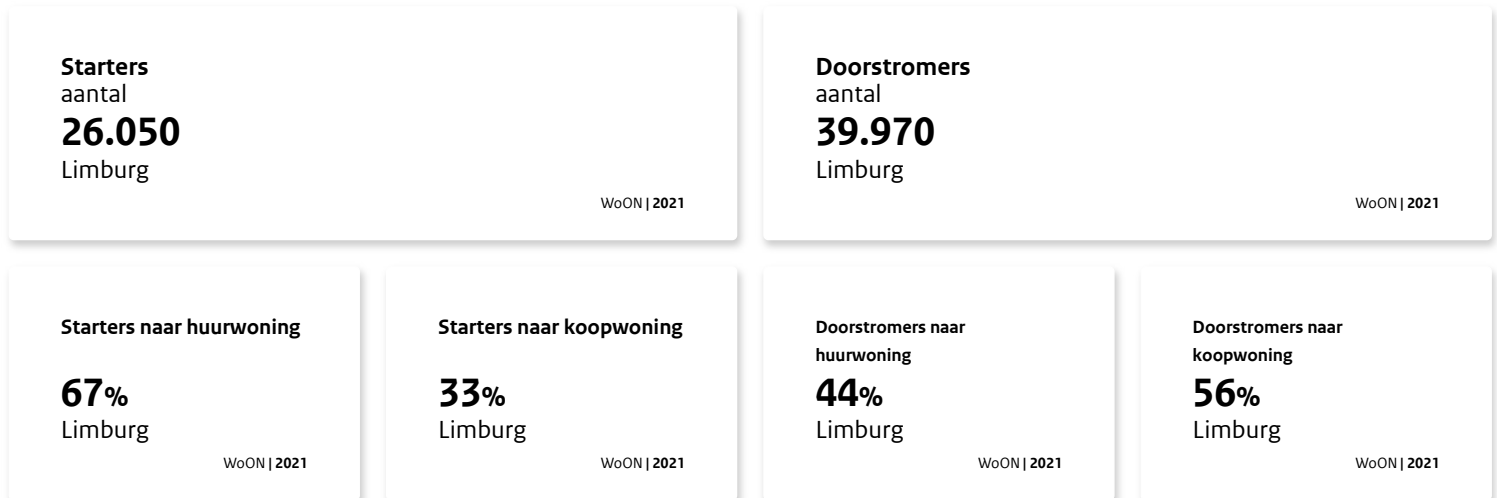 Starters
aantal
26.050
Limburg
WoON | 2021
Doorstromers
aantal
39.970
Limburg
WoON | 2021
Starters naar huurwoning
67%
Limburg
WoON | 2021
Starters naar koopwoning
33%
Limburg
WoON | 2021
Doorstromers naar
huurwoning
44%
Limburg
WoON | 2021
Doorstromers naar
koopwoning
56%
Limburg
WoON | 2021